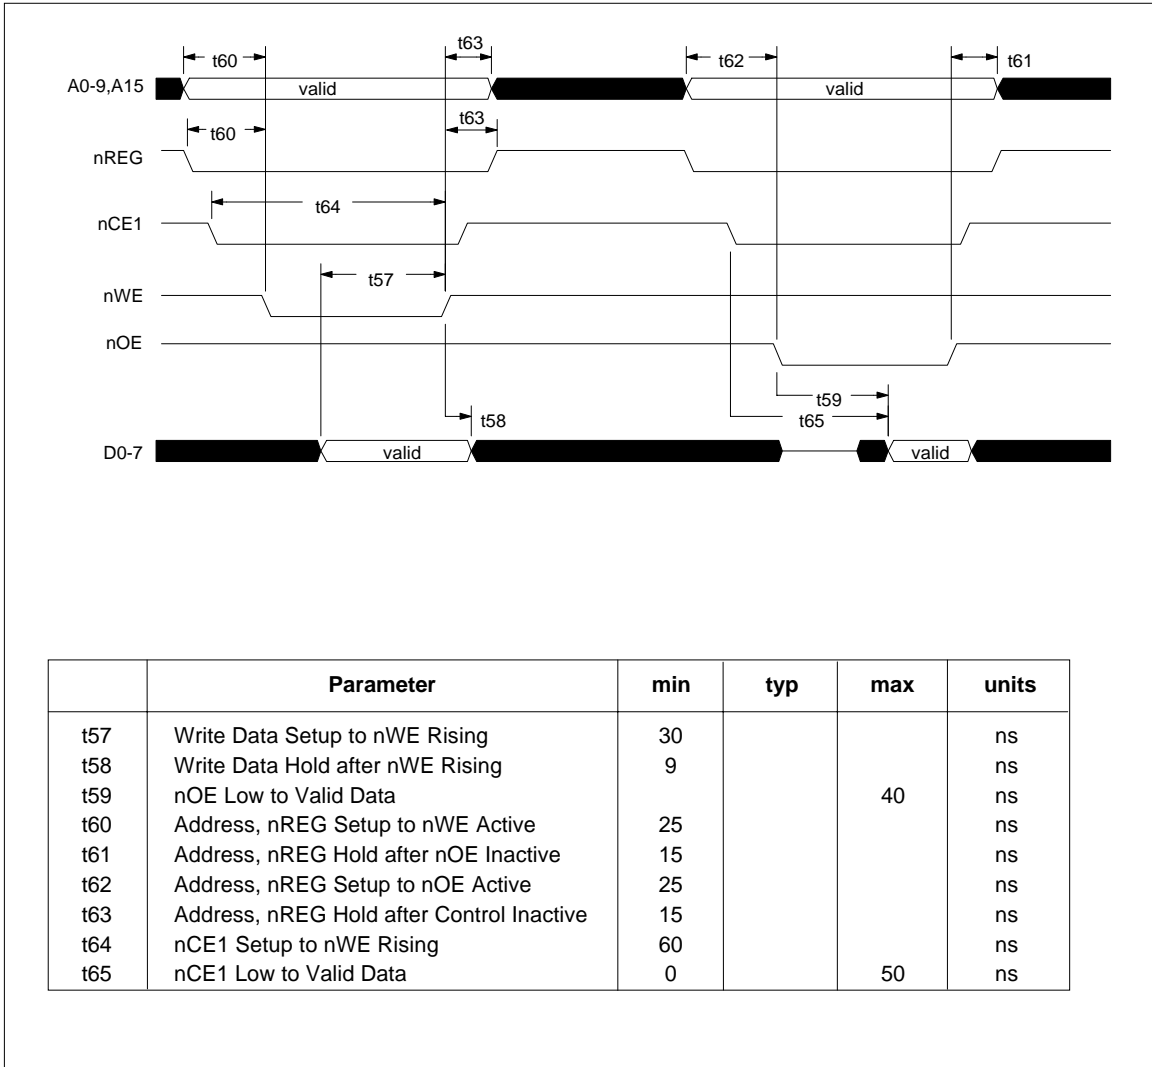 t60 t63 t62 t61
A0-9,A15 valid valid
t60 t63
nREG
t64
nCE1
t57
nWE
nOE
t59
t58 t65
D0-7 valid valid
Parameter min typ max units
t57 Write Data Setup to nWE Rising 30 ns
t58 Write Data Hold after nWE Rising 9 ns
t59 nOE Low to Valid Data 40 ns
t60 Address, nREG Setup to nWE Active 25 ns
t61 Address, nREG Hold after nOE Inactive 15 ns
t62 Address, nREG Setup to nOE Active 25 ns
t63 Address, nREG Hold after Control Inactive 15 ns
t64 nCE1 Setup to nWE Rising 60 ns
t65 nCE1 Low to Valid Data 0 50 ns